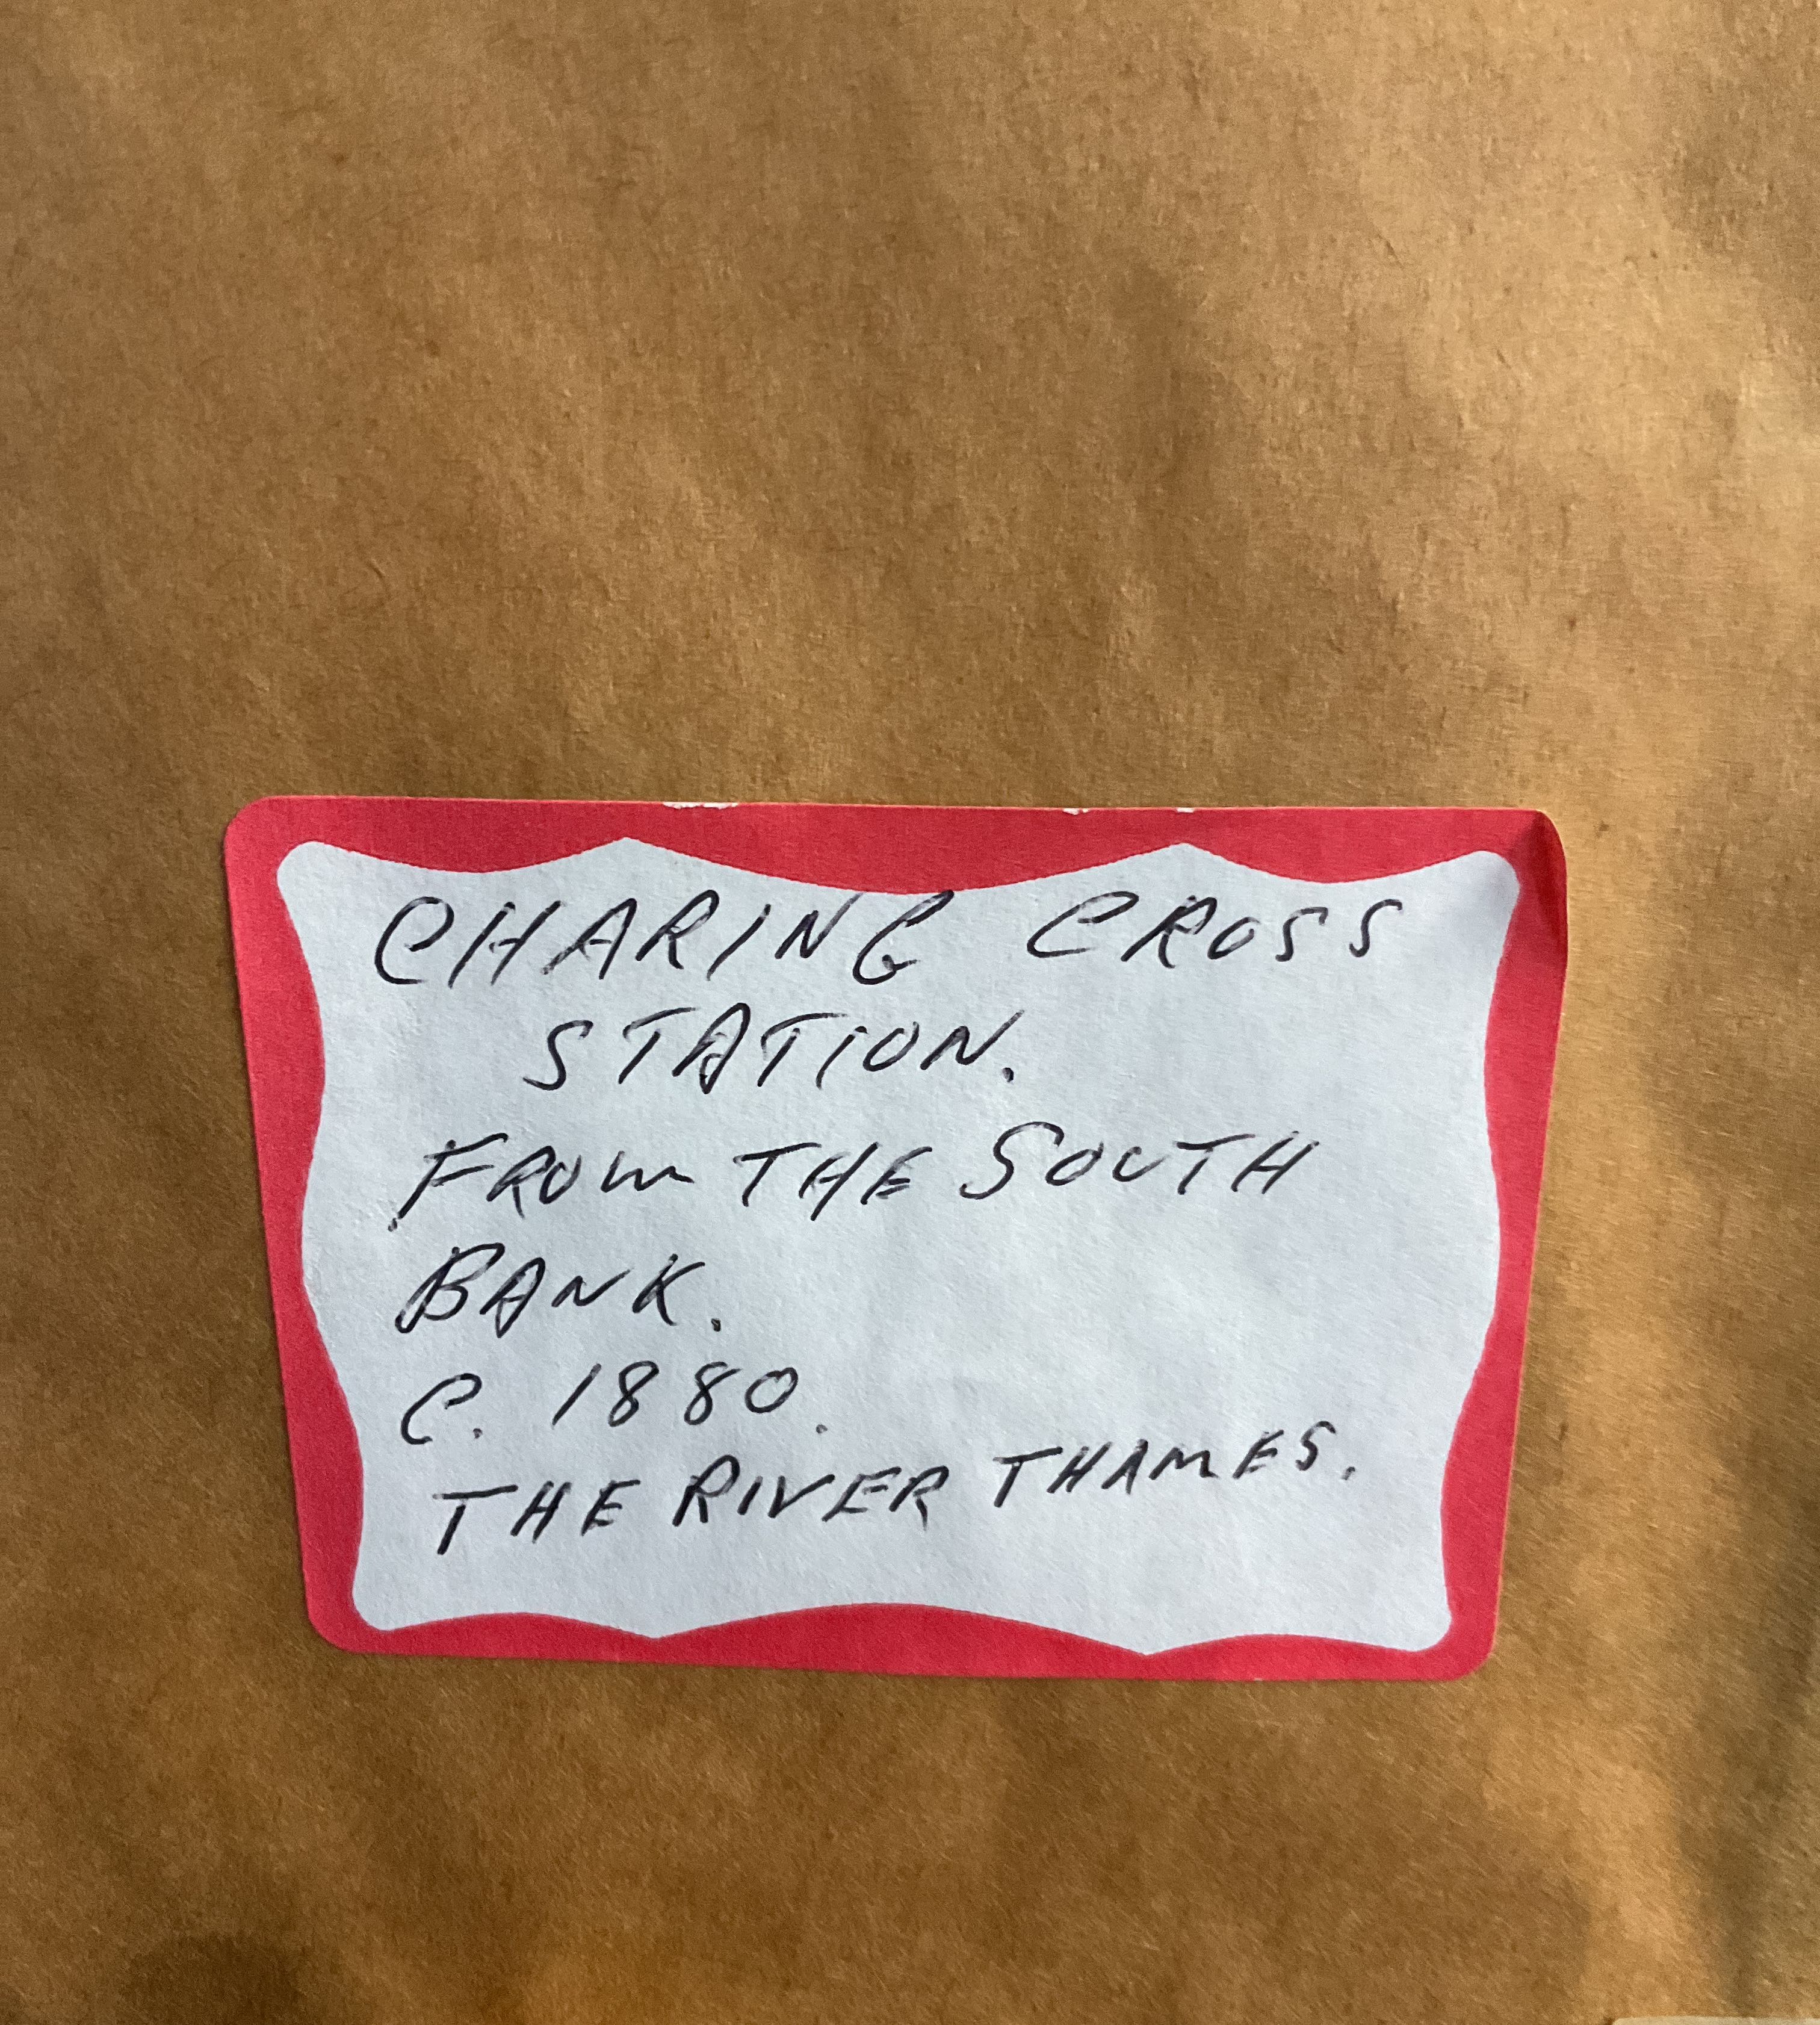 CHARING CROSS
STATION.
FROM THE SOUTH
BANK.
C. 1880.
THE RIVER THAMES.